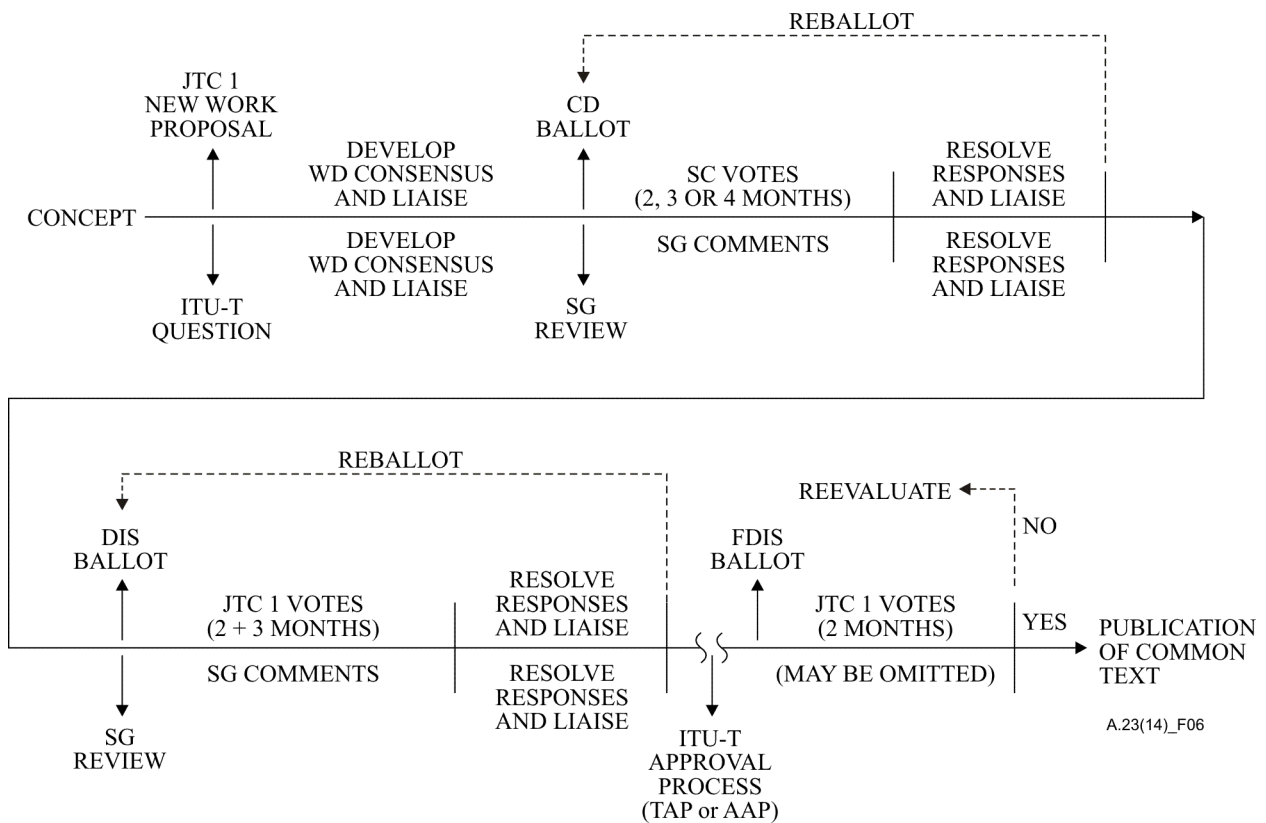 REBALLOT
JTC 1
NEW WORK
PROPOSAL
CD
BALLOT
DEVELOP
WD CONSENSUS
AND LIAISE
SC VOTES
(2, 3 OR 4 MONTHS)
RESOLVE
RESPONSES
AND LIAISE
CONCEPT
DEVELOP
WD CONSENSUS
AND LIAISE
SG COMMENTS
RESOLVE
RESPONSES
AND LIAISE
ITU-T
QUESTION
SG
REVIEW
REBALLOT
REEVALUATE
NO
DIS
BALLOT
FDIS
BALLOT
JTC 1 VOTES
(2 + 3 MONTHS)
RESOLVE
RESPONSES
AND LIAISE
JTC 1 VOTES
(2 MONTHS)
YES
PUBLICATION
OF COMMON
TEXT
SG COMMENTS
RESOLVE
RESPONSES
AND LIAISE
(MAY BE OMITTED)
SG
REVIEW
ITU-T
APPROVAL
PROCESS
(TAP or AAP)
A.23(14)_F06